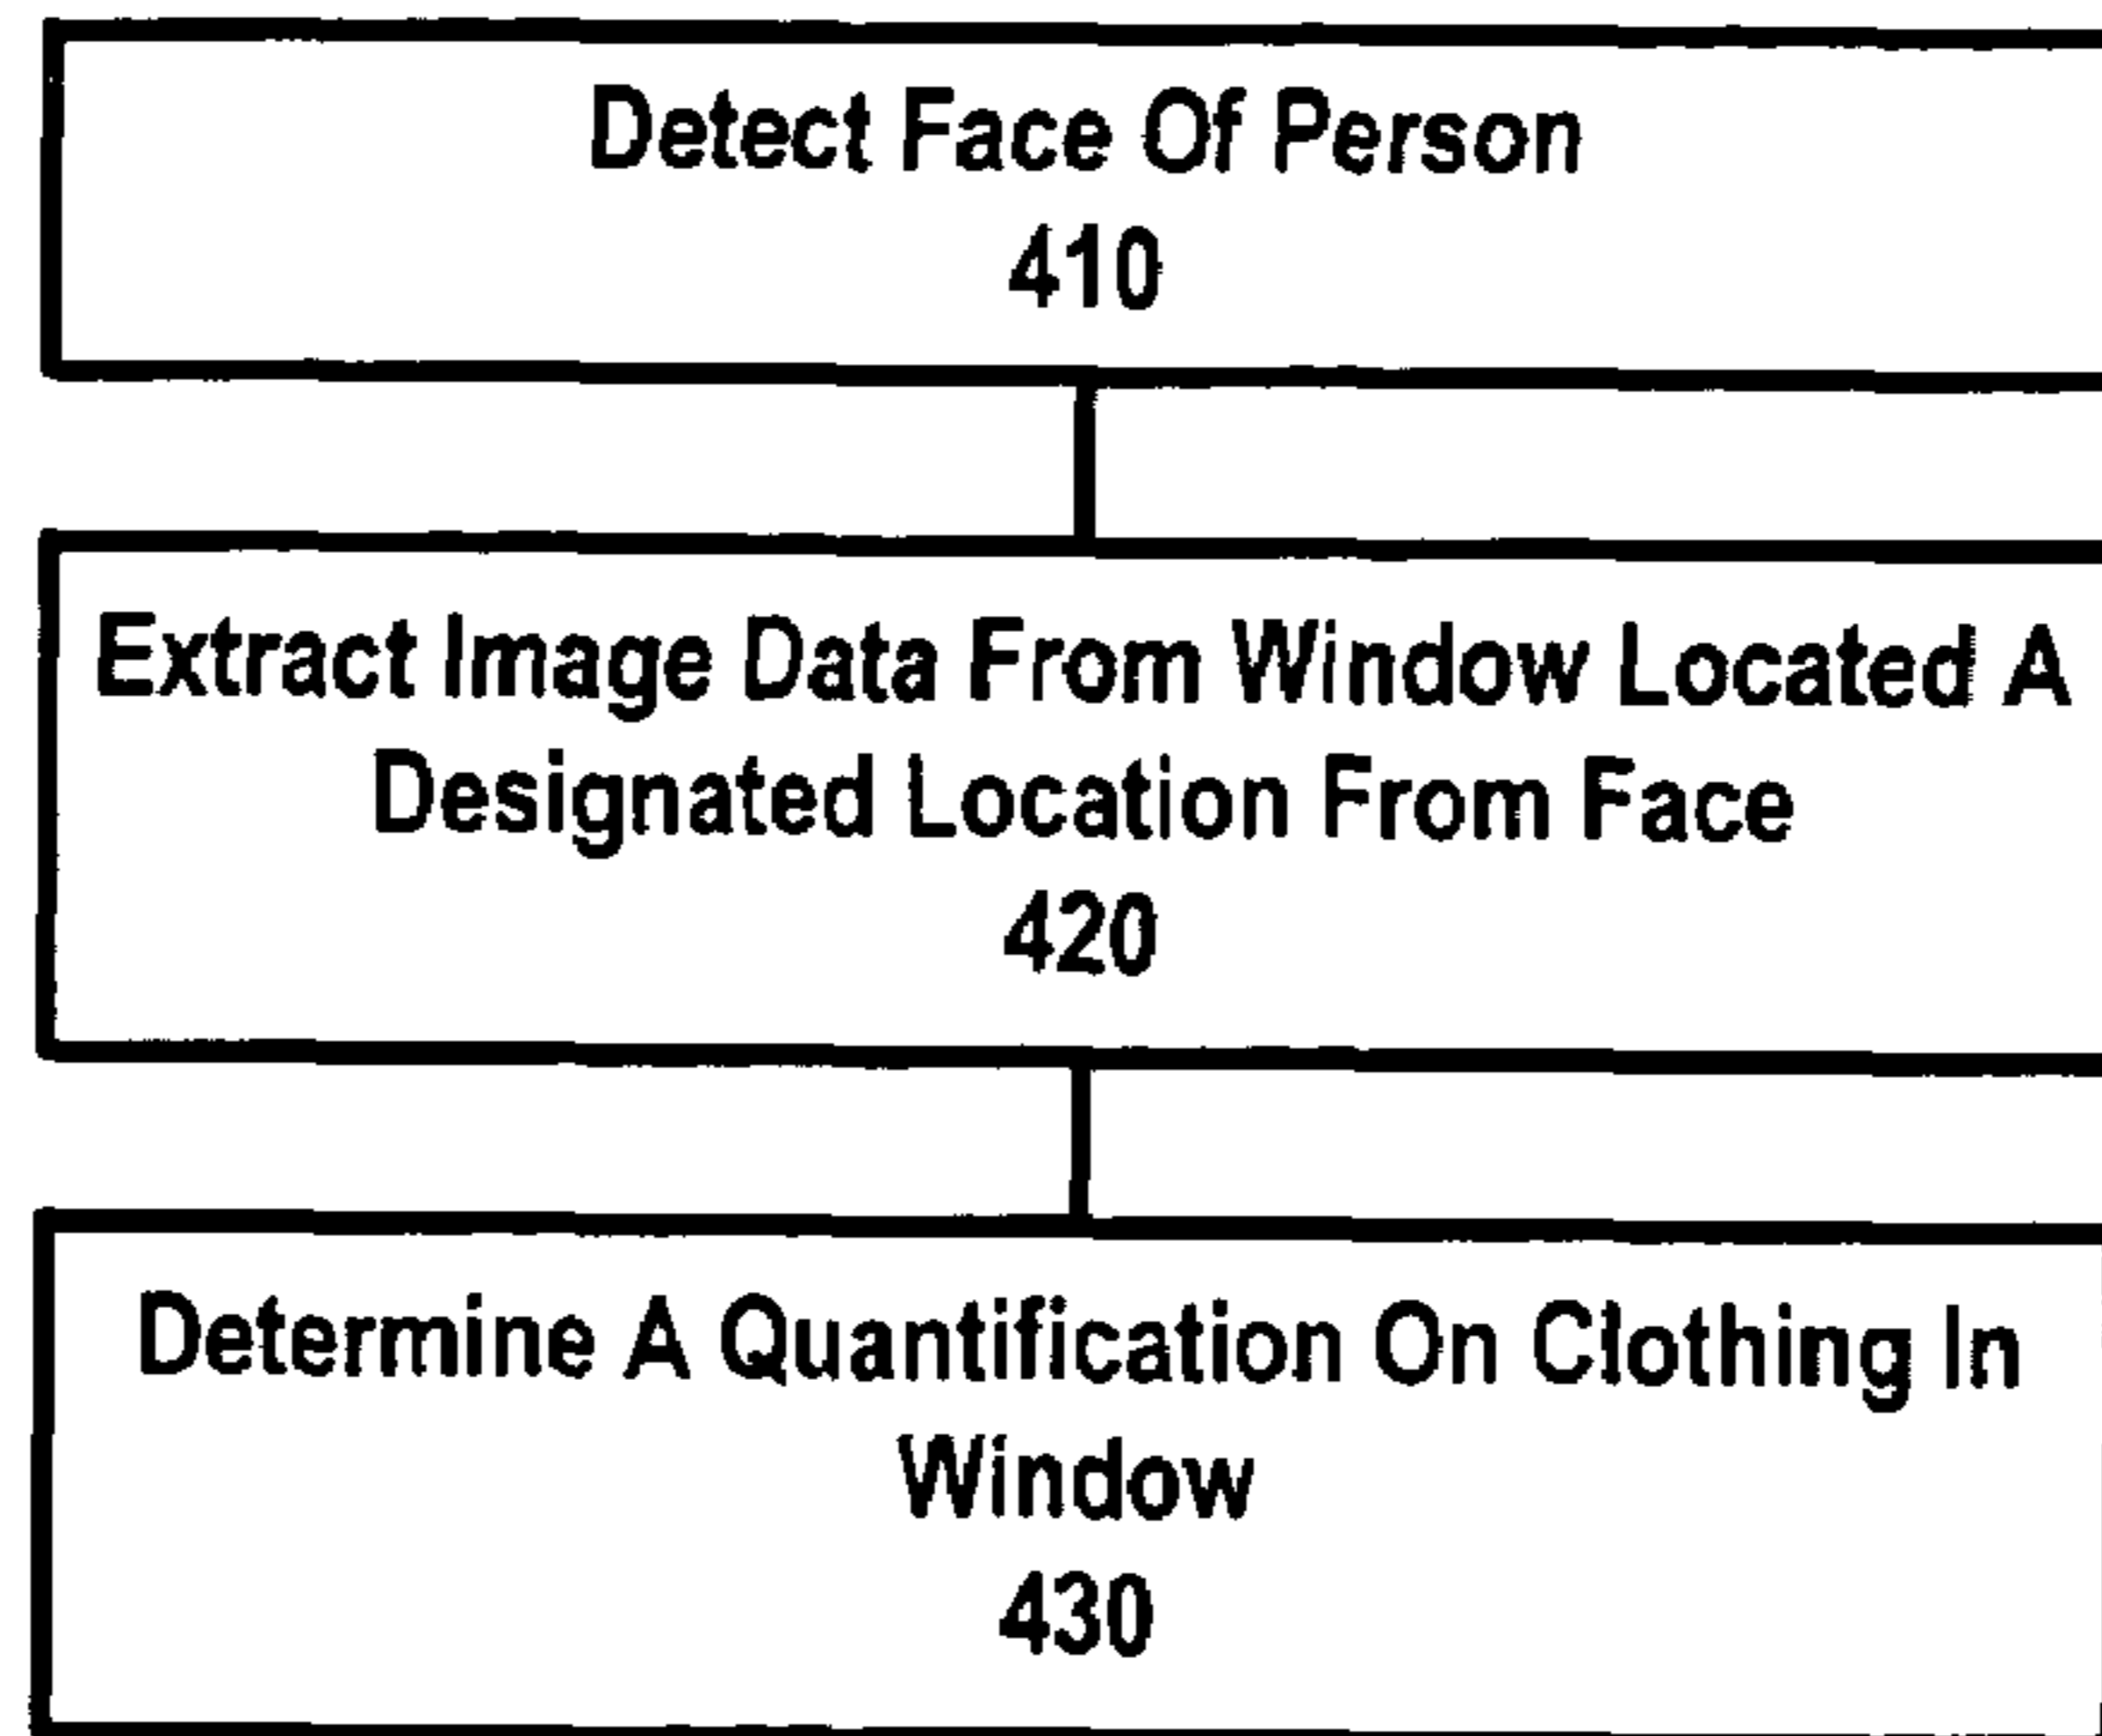 Detect Face Of Person
410
Extract Image Data From Window Located A
Designated Location From Face
420
Determine A Quantification On Clothing In
Window
430